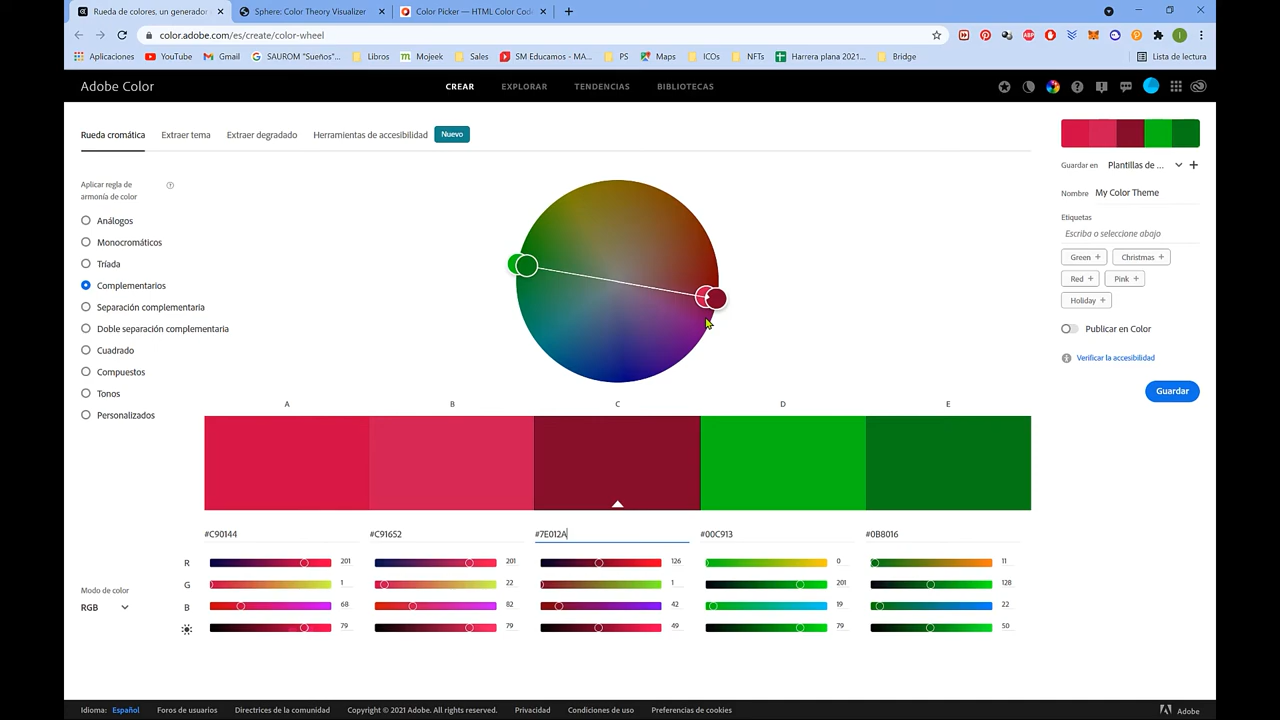 Rueda de colores, un generador
Sphere: Color Theory Visualizer
Color Picker — HTML Color Cod
color.adobe.com/es/create/color-wheel
Aplicaciones YouTube Gmail SAUROM "Sueños"... Libros Mojeek Sales SM Educamos - MA... PS Maps ICOs NFTs Harrera plana 2021... Bridge Lista de lectura
Adobe Color CREAR EXPLORAR TENDENCIAS BIBLIOTECAS
Rueda cromática Extraer tema Extraer degradado Herramientas de accesibilidad Nuevo
Aplicar regla de
armonía de color
Análogos
Monocromáticos
Tríada
Complementarios
Separación complementaria
Doble separación complementaria
Cuadrado
Compuestos
Tonos
Personalizados
Guardar en Plantillas de ...
Nombre My Color Theme
Etiquetas
Escriba o seleccione abajo
Green + Christmas +
Red + Pink +
Holiday +
Publicar en Color
Verificar la accesibilidad
Guardar
A B C D E
#C90144 #C91652 #7E012A #00C913 #0B8016
R 201 201 126 0 11
G 1 22 1 201 128
B 68 82 42 19 22
79 79 49 79 50
Modo de color
RGB
Idioma: Español Foros de usuarios Directrices de la comunidad Copyright © 2021 Adobe. All rights reserved. Privacidad Condiciones de uso Preferencias de cookies Adobe